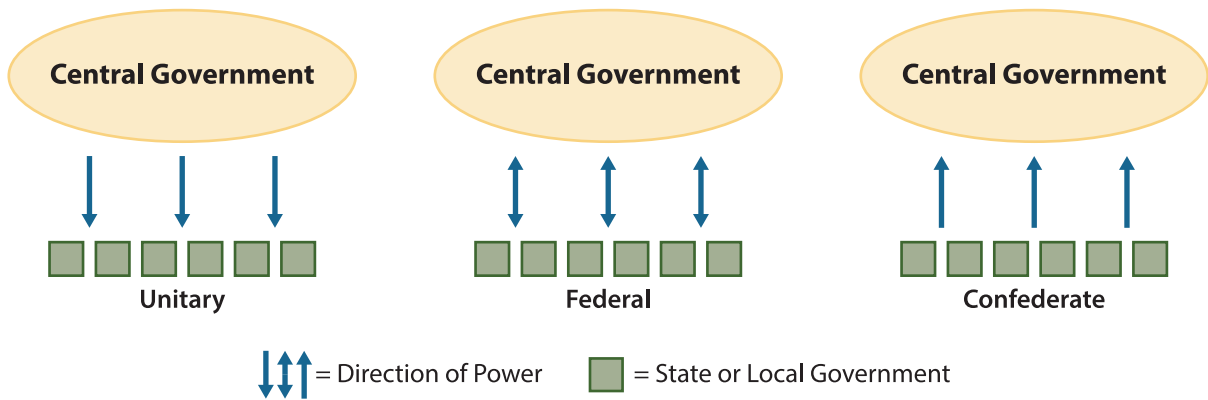 Central Government
Central Government
Central Government
Unitary
Federal
Confederate
= Direction of Power
= State or Local Government